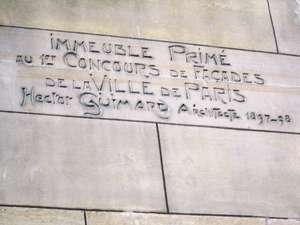 IMMEUBLE PRIMÉ
AU 1ER CONCOURS DE FAÇADES
DE LA VILLE DE PARIS
Hector GUIMARD Architecte 1897-98